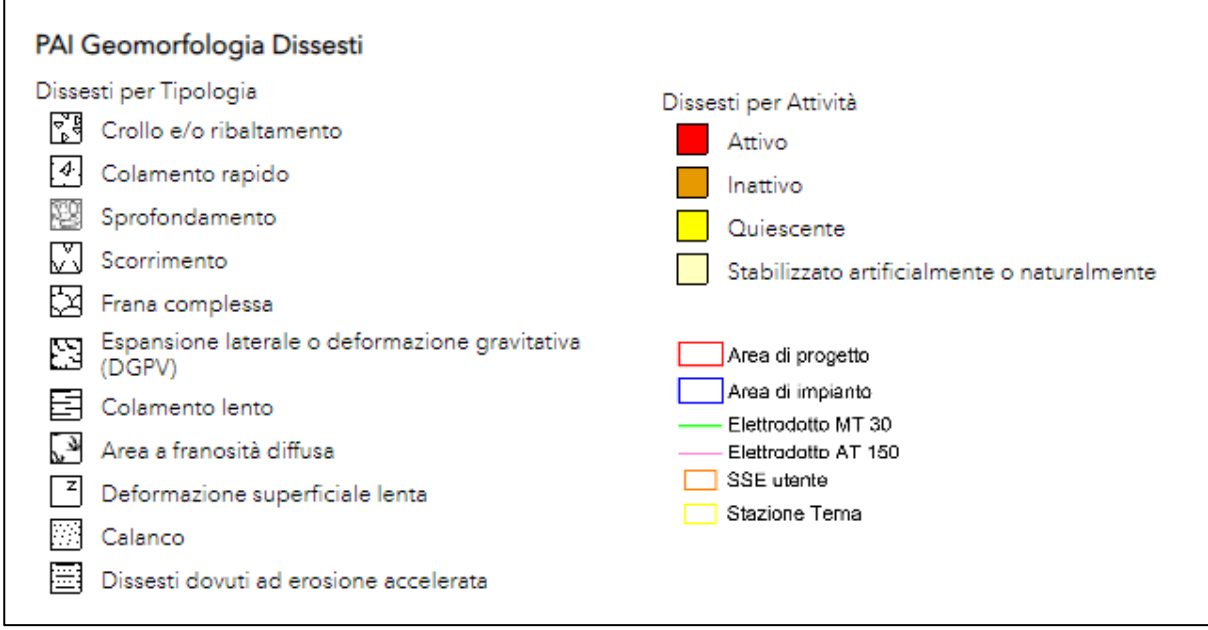 PAI Geomorfologia Dissesti
Dissesti per Tipologia
Crollo e/o ribaltamento
Colamento rapido
Sprofondamento
Scorrimento
Frana complessa
Espansione laterale o deformazione gravitativa
(DGPV)
Colamento lento
Area a franosità diffusa
Z
Deformazione superficiale lenta
Calanco
Dissesti dovuti ad erosione accelerata
Dissesti per Attività
Attivo
Inattivo
Quiescente
Stabilizzato artificialmente o naturalmente
Area di progetto
Area di impianto
Elettrodotto MT 30
Elettrodotto AT 150
SSE utente
Stazione Terna